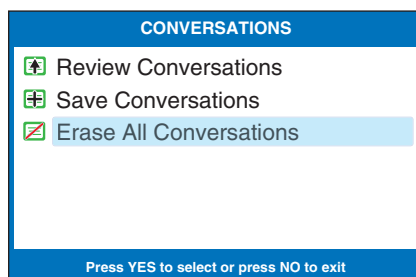 CONVERSATIONS
Review Conversations
Save Conversations
Erase All Conversations
Press YES to select or press NO to exit